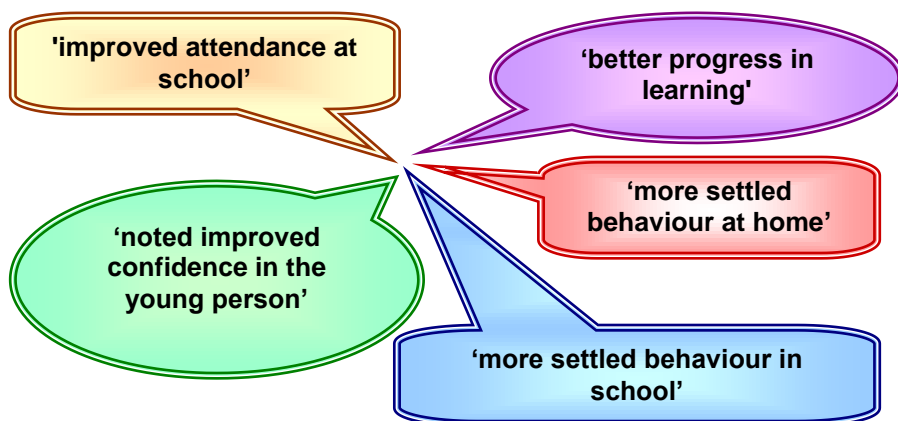 'improved attendance at
school’
‘better progress in
learning'
‘more settled
behaviour at home’
‘noted improved
confidence in the
young person’
‘more settled behaviour in
school’